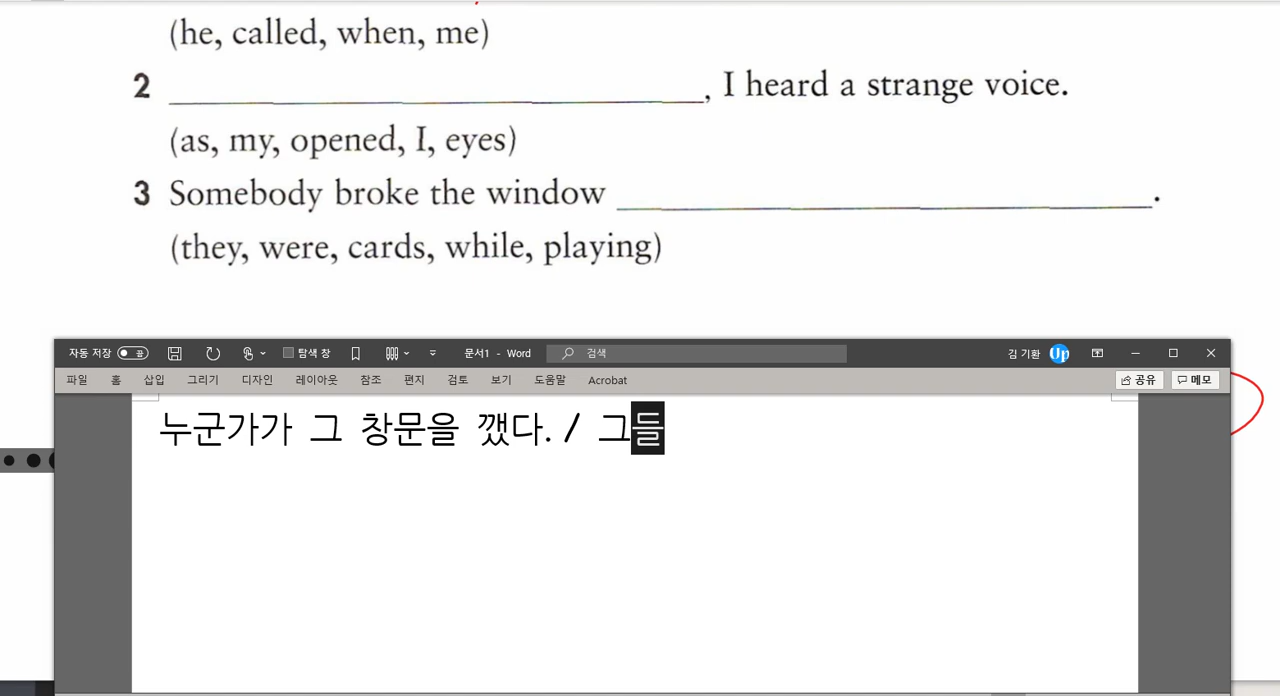 (he, called, when, me)
2 ______________, I heard a strange voice.
(as, my, opened, I, eyes)
3 Somebody broke the window ______________.
(they, were, cards, while, playing)
자동 저장 끔 탐색 창 문서1 - Word 검색 김 기환 Up
파일 홈 삽입 그리기 디자인 레이아웃 참조 편지 검토 보기 도움말 Acrobat 공유 메모
누군가가 그 창문을 깼다. / 그들